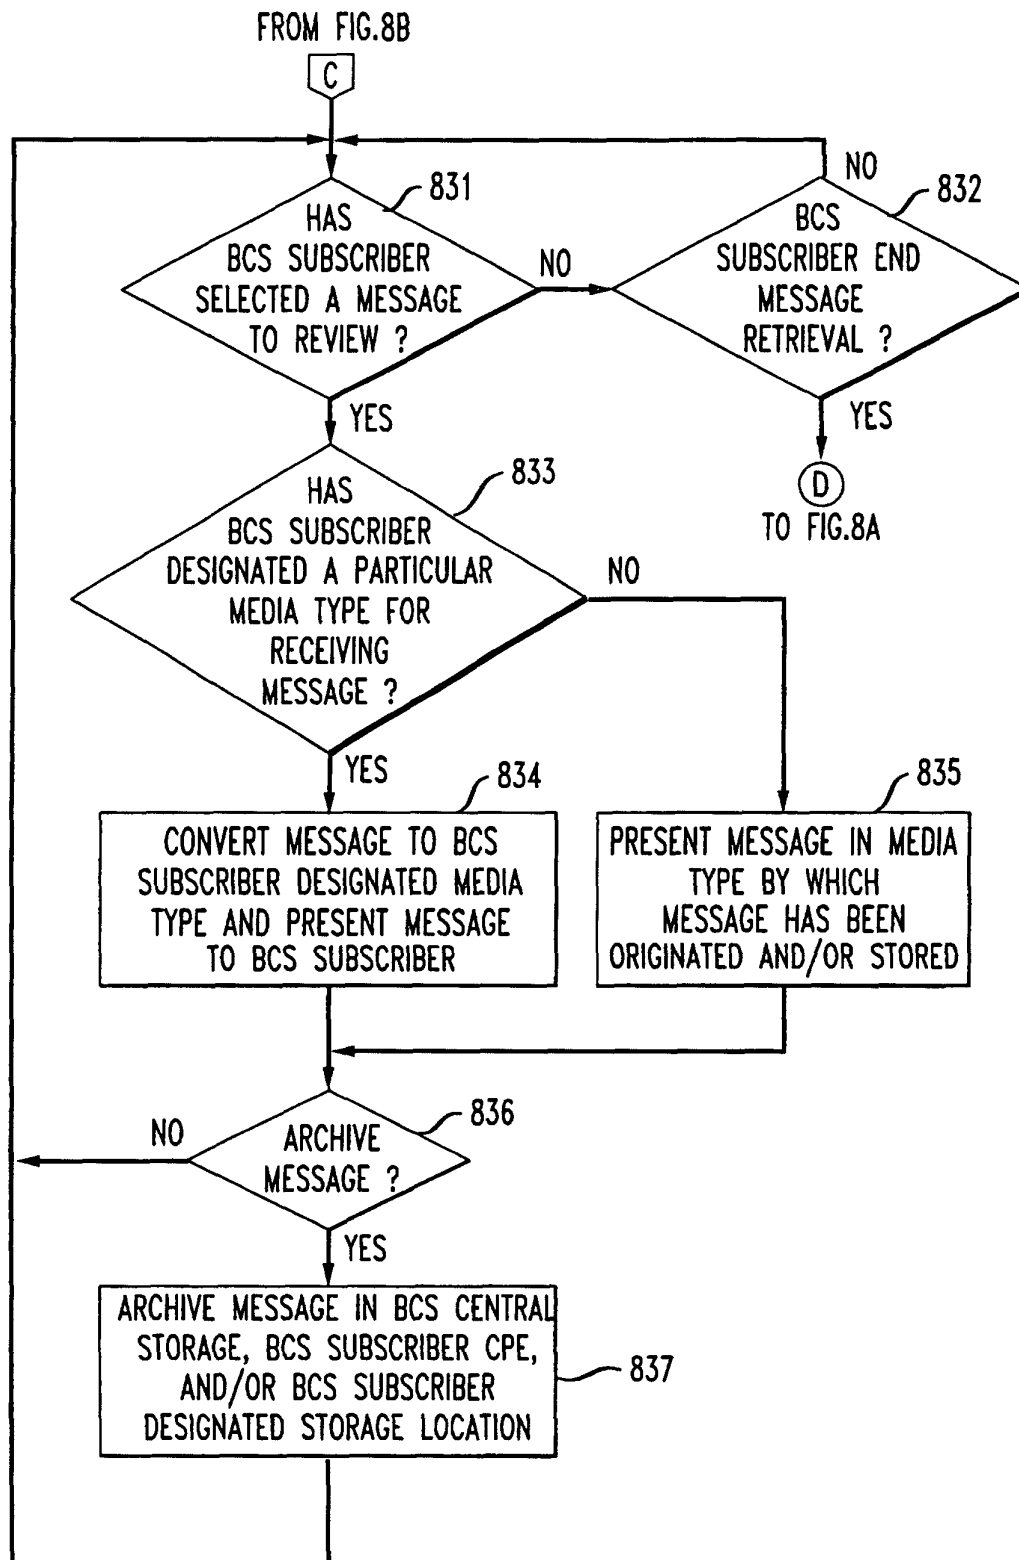 FROM FIG.8B
C
831
HAS
BCS SUBSCRIBER
SELECTED A MESSAGE
TO REVIEW ?
NO
YES
832
NO
BCS
SUBSCRIBER END
MESSAGE
RETRIEVAL ?
YES
D
TO FIG.8A
833
HAS
BCS SUBSCRIBER
DESIGNATED A PARTICULAR
MEDIA TYPE FOR
RECEIVING
MESSAGE ?
NO
YES
834
CONVERT MESSAGE TO BCS
SUBSCRIBER DESIGNATED MEDIA
TYPE AND PRESENT MESSAGE
TO BCS SUBSCRIBER
835
PRESENT MESSAGE IN MEDIA
TYPE BY WHICH
MESSAGE HAS BEEN
ORIGINATED AND/OR STORED
836
NO
ARCHIVE
MESSAGE ?
YES
ARCHIVE MESSAGE IN BCS CENTRAL
STORAGE, BCS SUBSCRIBER CPE,
AND/OR BCS SUBSCRIBER
DESIGNATED STORAGE LOCATION
837